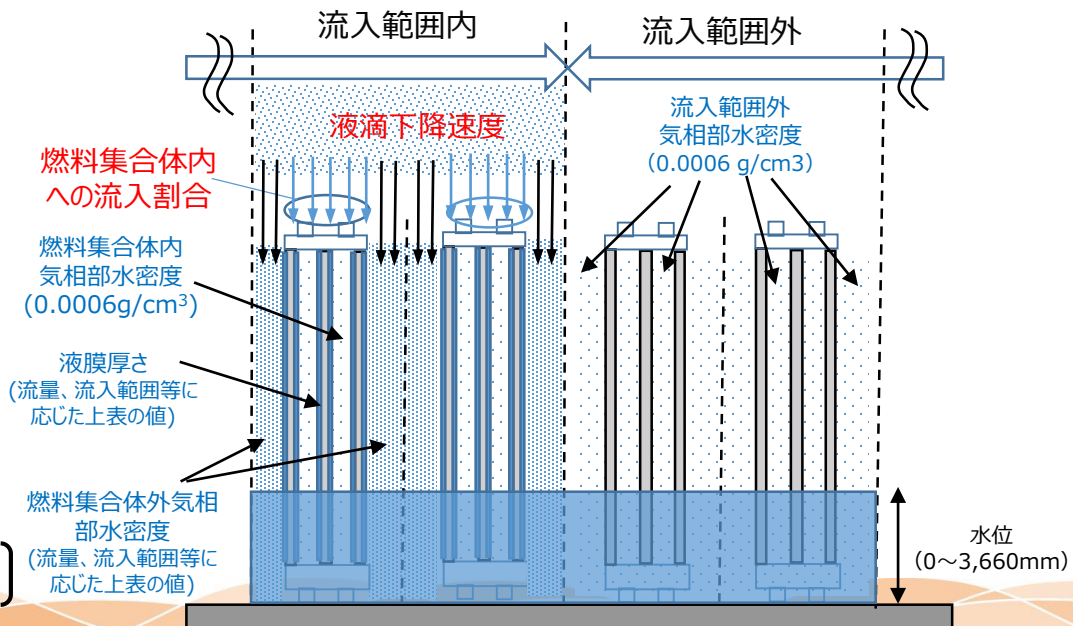 流入範囲内
流入範囲外
液滴下降速度
流入範囲外
気相部水密度
(0.0006 g/cm3)
燃料集合体内
への流入割合
燃料集合体内
気相部水密度
(0.0006g/cm³)
液膜厚さ
(流量、流入範囲等に
応じた上表の値)
燃料集合体外気相
部水密度
(流量、流入範囲等に
応じた上表の値)
水位
(0～3,660mm)